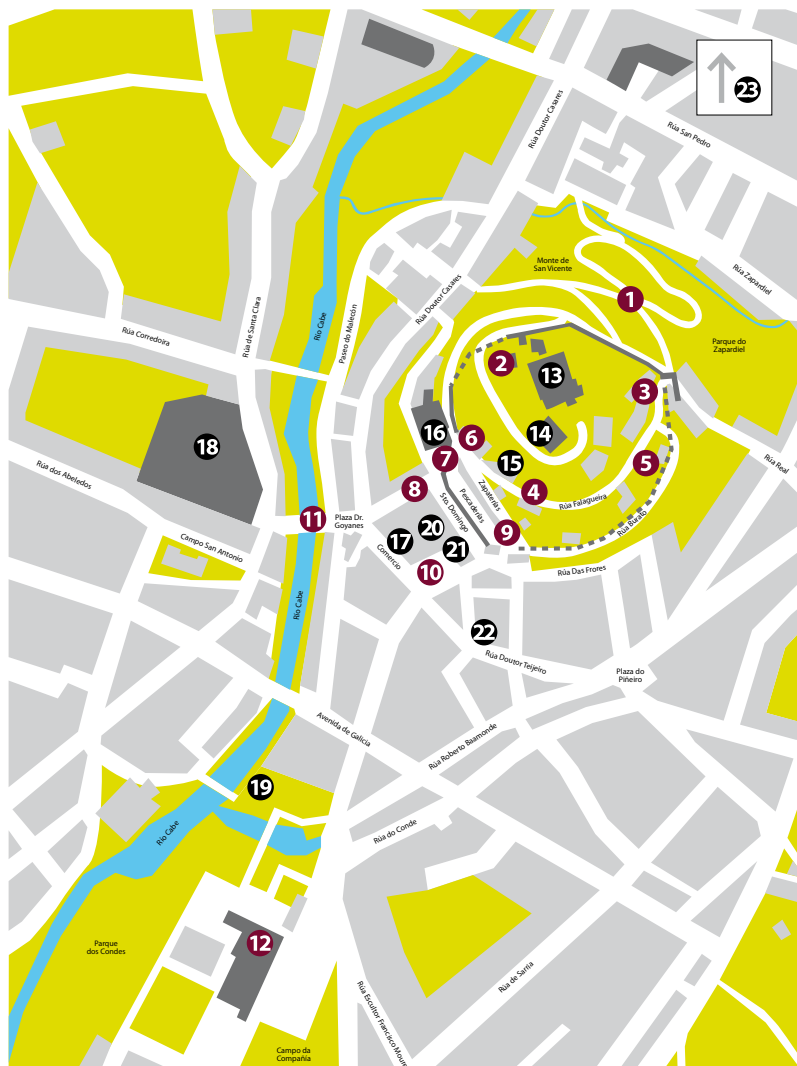 23
Rúa Doutor Casares
Rúa San Pedro
Monte de
San Vicente
Rúa Zapardiel
1
Río Cabe
Paseo do Malecón
Rúa Doutor Casares
Rúa de Santa Clara
Rúa Corredoira
Parque do
Zapardiel
2
13
3
16
14
6
18
7
15
5
Rúa Real
Rúa dos Abeledos
8
4
Zapaterías
Pescaderías
Sto. Domingo
Rúa Falagueira
Rúa Burato
11
Plaza Dr.
Goyanes
20
9
17
21
Campo San Antonio
Comercio
10
Rúa Das Frores
Río Cabe
22
Rúa Doutor Teijeiro
Plaza do
Piñeiro
Avenida de Galicia
Rúa Roberto Baamonde
19
Río Cabe
Rúa do Conde
12
Parque
dos Condes
Rúa de Sarria
Rúa Escultor Francisco Moure
Campo da
Compañía